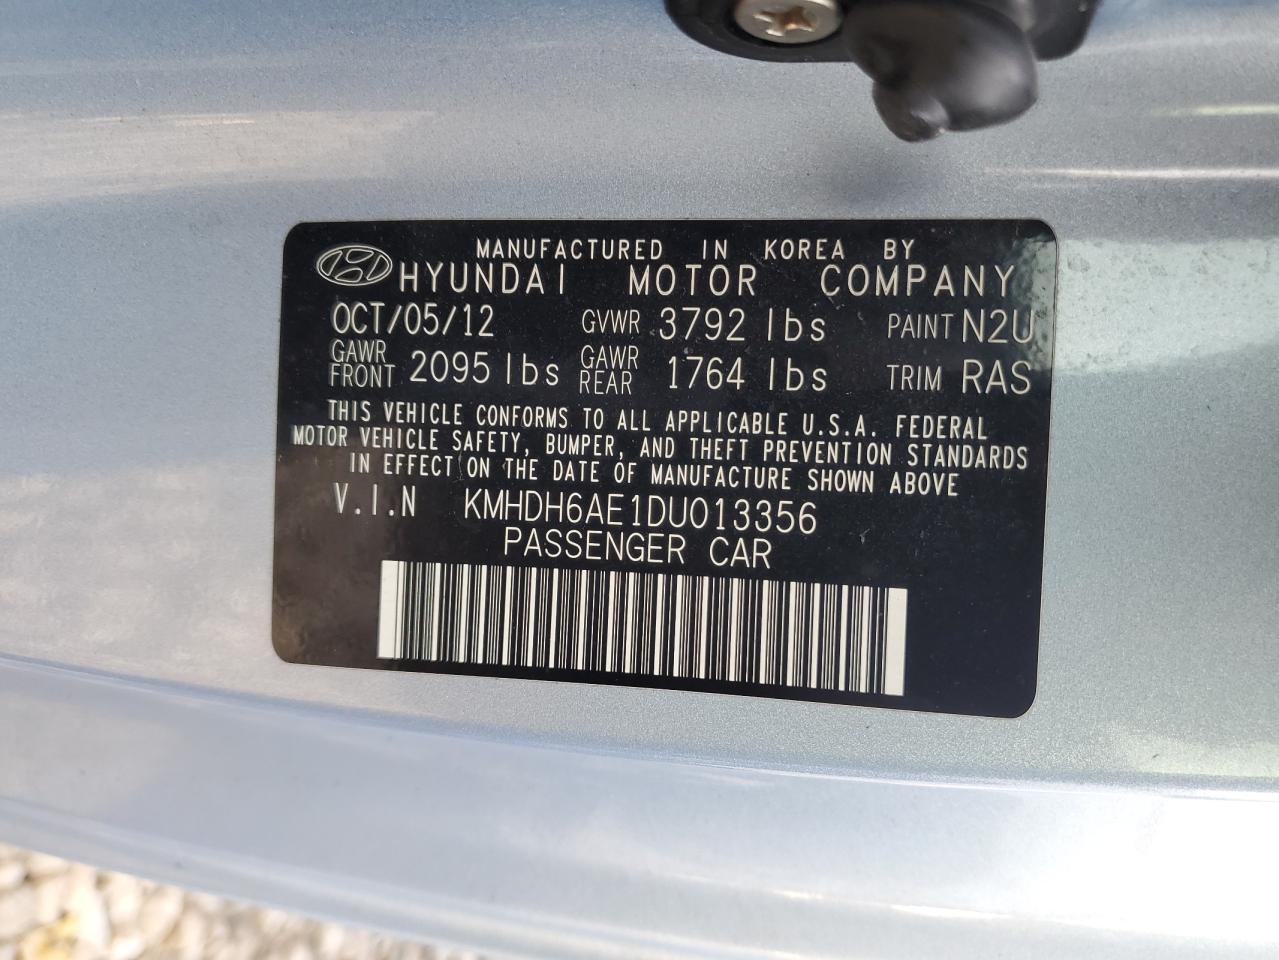 MANUFACTURED IN KOREA BY
HYUNDAI MOTOR COMPANY
OCT/05/12 GVWR 3792 lbs PAINT N2U
GAWR FRONT 2095 lbs GAWR REAR 1764 lbs TRIM RAS
THIS VEHICLE CONFORMS TO ALL APPLICABLE U.S.A. FEDERAL
MOTOR VEHICLE SAFETY, BUMPER, AND THEFT PREVENTION STANDARDS
IN EFFECT ON THE DATE OF MANUFACTURE SHOWN ABOVE
V.I.N KMHDH6AE1DU013356
PASSENGER CAR